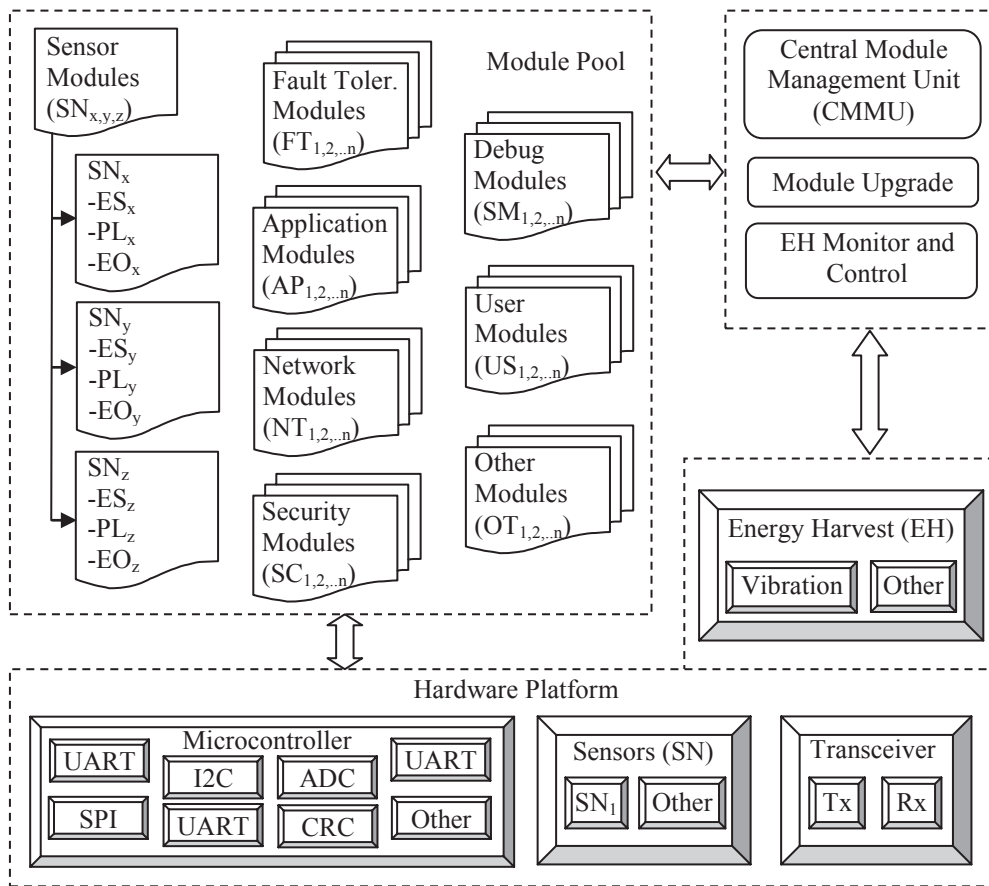 Sensor
Modules
(SNx,y,z)
Fault Toler.
Modules
(FT1,2,..n)
Module Pool
Debug
Modules
(SM1,2,..n)
SNx
-ESx
-PLx
-EOx
Application
Modules
(AP1,2,..n)
User
Modules
(US1,2,..n)
SNy
-ESy
-PLy
-EOy
Network
Modules
(NT1,2,..n)
Other
Modules
(OT1,2,..n)
SNz
-ESz
-PLz
-EOz
Security
Modules
(SC1,2,..n)
Central Module
Management Unit
(CMMU)
Module Upgrade
EH Monitor and
Control
Energy Harvest (EH)
Vibration
Other
Hardware Platform
Microcontroller
UART
I2C
ADC
UART
SPI
UART
CRC
Other
Sensors (SN)
SN1
Other
Transceiver
Tx
Rx